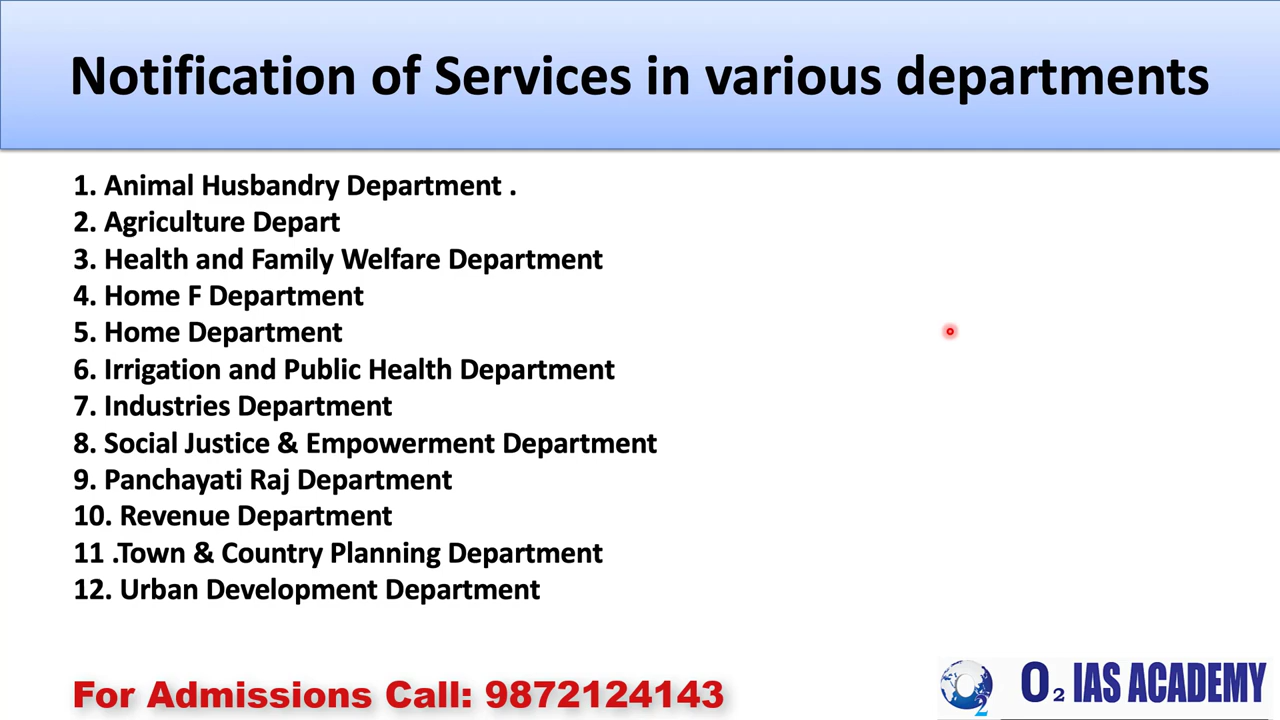 Notification of Services in various departments
1. Animal Husbandry Department .
2. Agriculture Depart
3. Health and Family Welfare Department
4. Home F Department
5. Home Department
6. Irrigation and Public Health Department
7. Industries Department
8. Social Justice & Empowerment Department
9. Panchayati Raj Department
10. Revenue Department
11 .Town & Country Planning Department
12. Urban Development Department
For Admissions Call: 9872124143
2
O₂ IAS ACADEMY